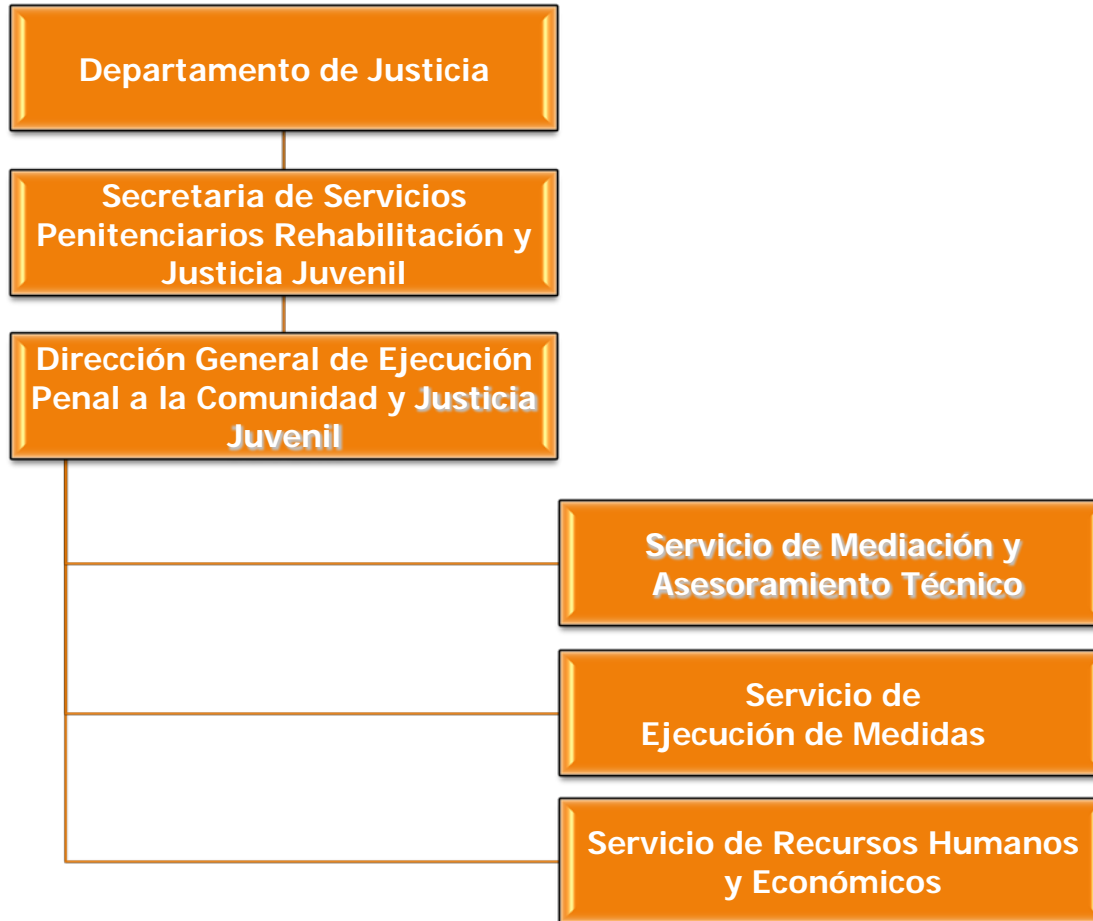 Departamento de Justicia
Secretaria de Servicios
Penitenciarios Rehabilitación y
Justicia Juvenil
Dirección General de Ejecución
Penal a la Comunidad y Justicia
Juvenil
Servicio de Mediación y
Asesoramiento Técnico
Servicio de
Ejecución de Medidas
Servicio de Recursos Humanos
y Económicos